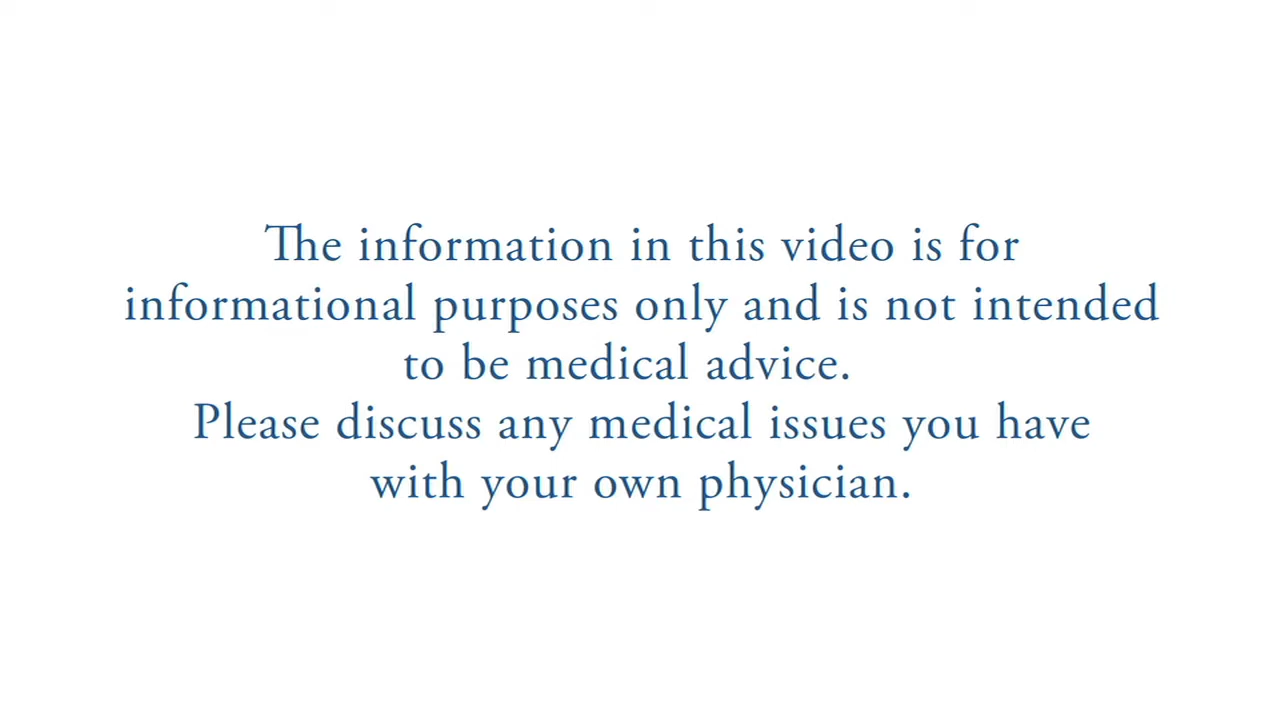 The information in this video is for
informational purposes only and is not intended
to be medical advice.
Please discuss any medical issues you have
with your own physician.